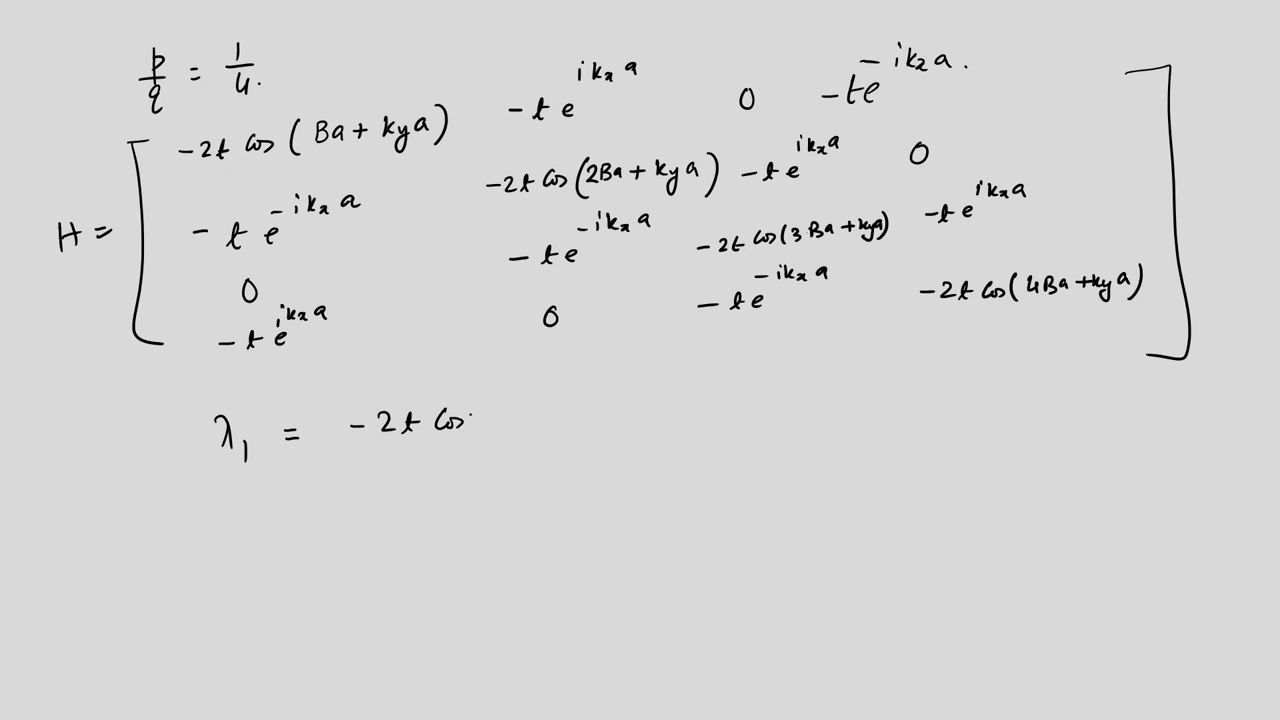 p/q = 1/4.
-2t cos(Ba + kya) -t e^{ikxa} 0 -te^{-ikxa}.
H = -t e^{-ikxa} -2t cos(2Ba + kya) -t e^{ikxa} 0
0 -t e^{-ikxa} -2t cos(3Ba + kya) -t e^{ikxa}
-t e^{ikxa} 0 -t e^{-ikxa} -2t cos(4Ba + kya)
λ1 = -2t cos